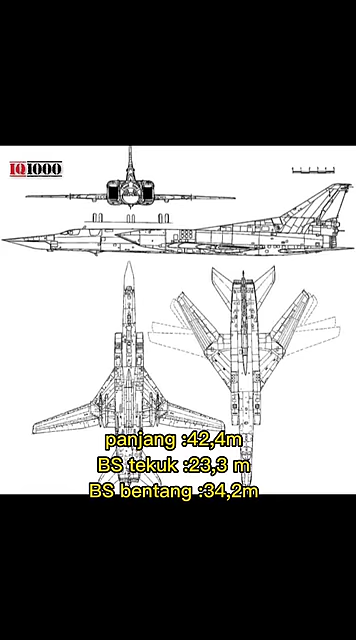 IQ1000
panjang :42,4m
BS tekuk :23,3 m
BS bentang :34,2m